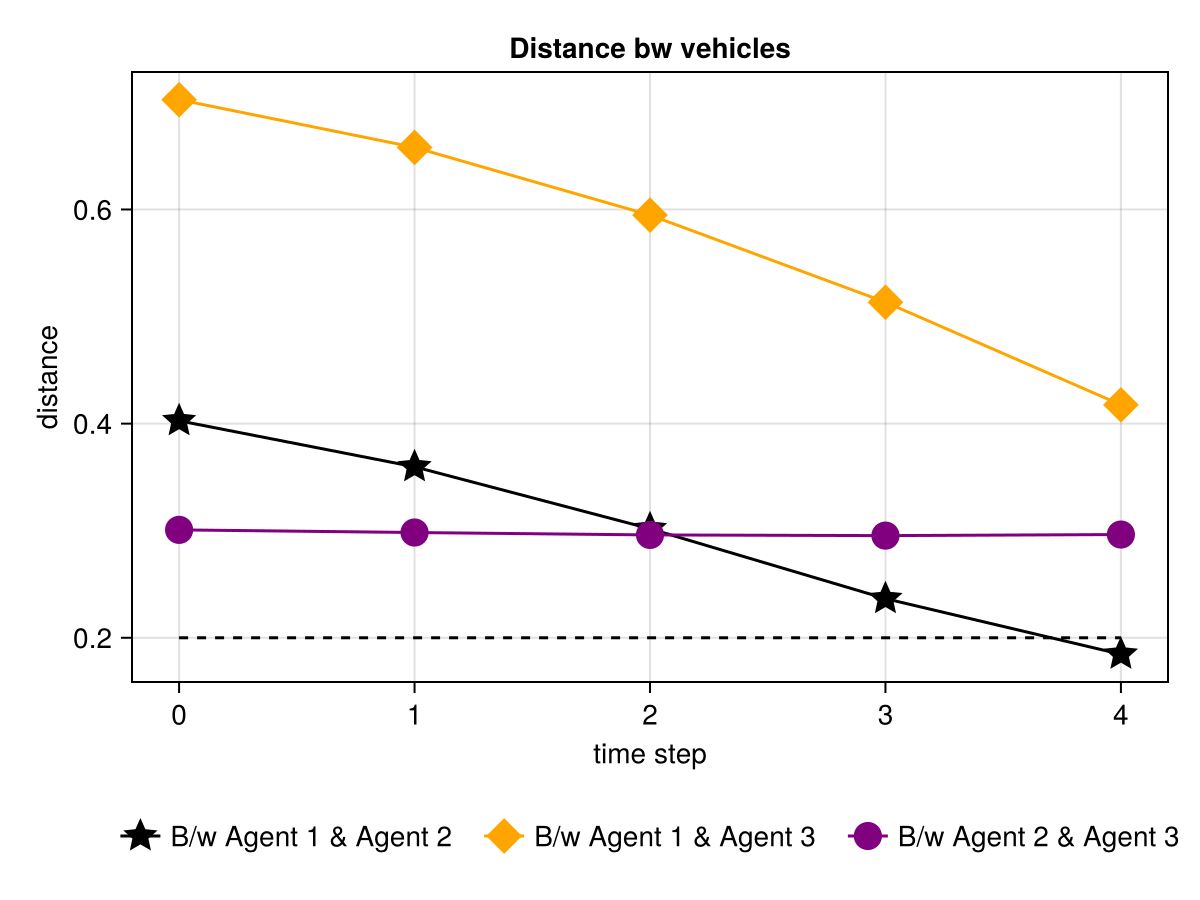 Distance bw vehicles
distance
0.6
0.4
0.2
0 1 2 3 4
time step
B/w Agent 1 & Agent 2 B/w Agent 1 & Agent 3 B/w Agent 2 & Agent 3